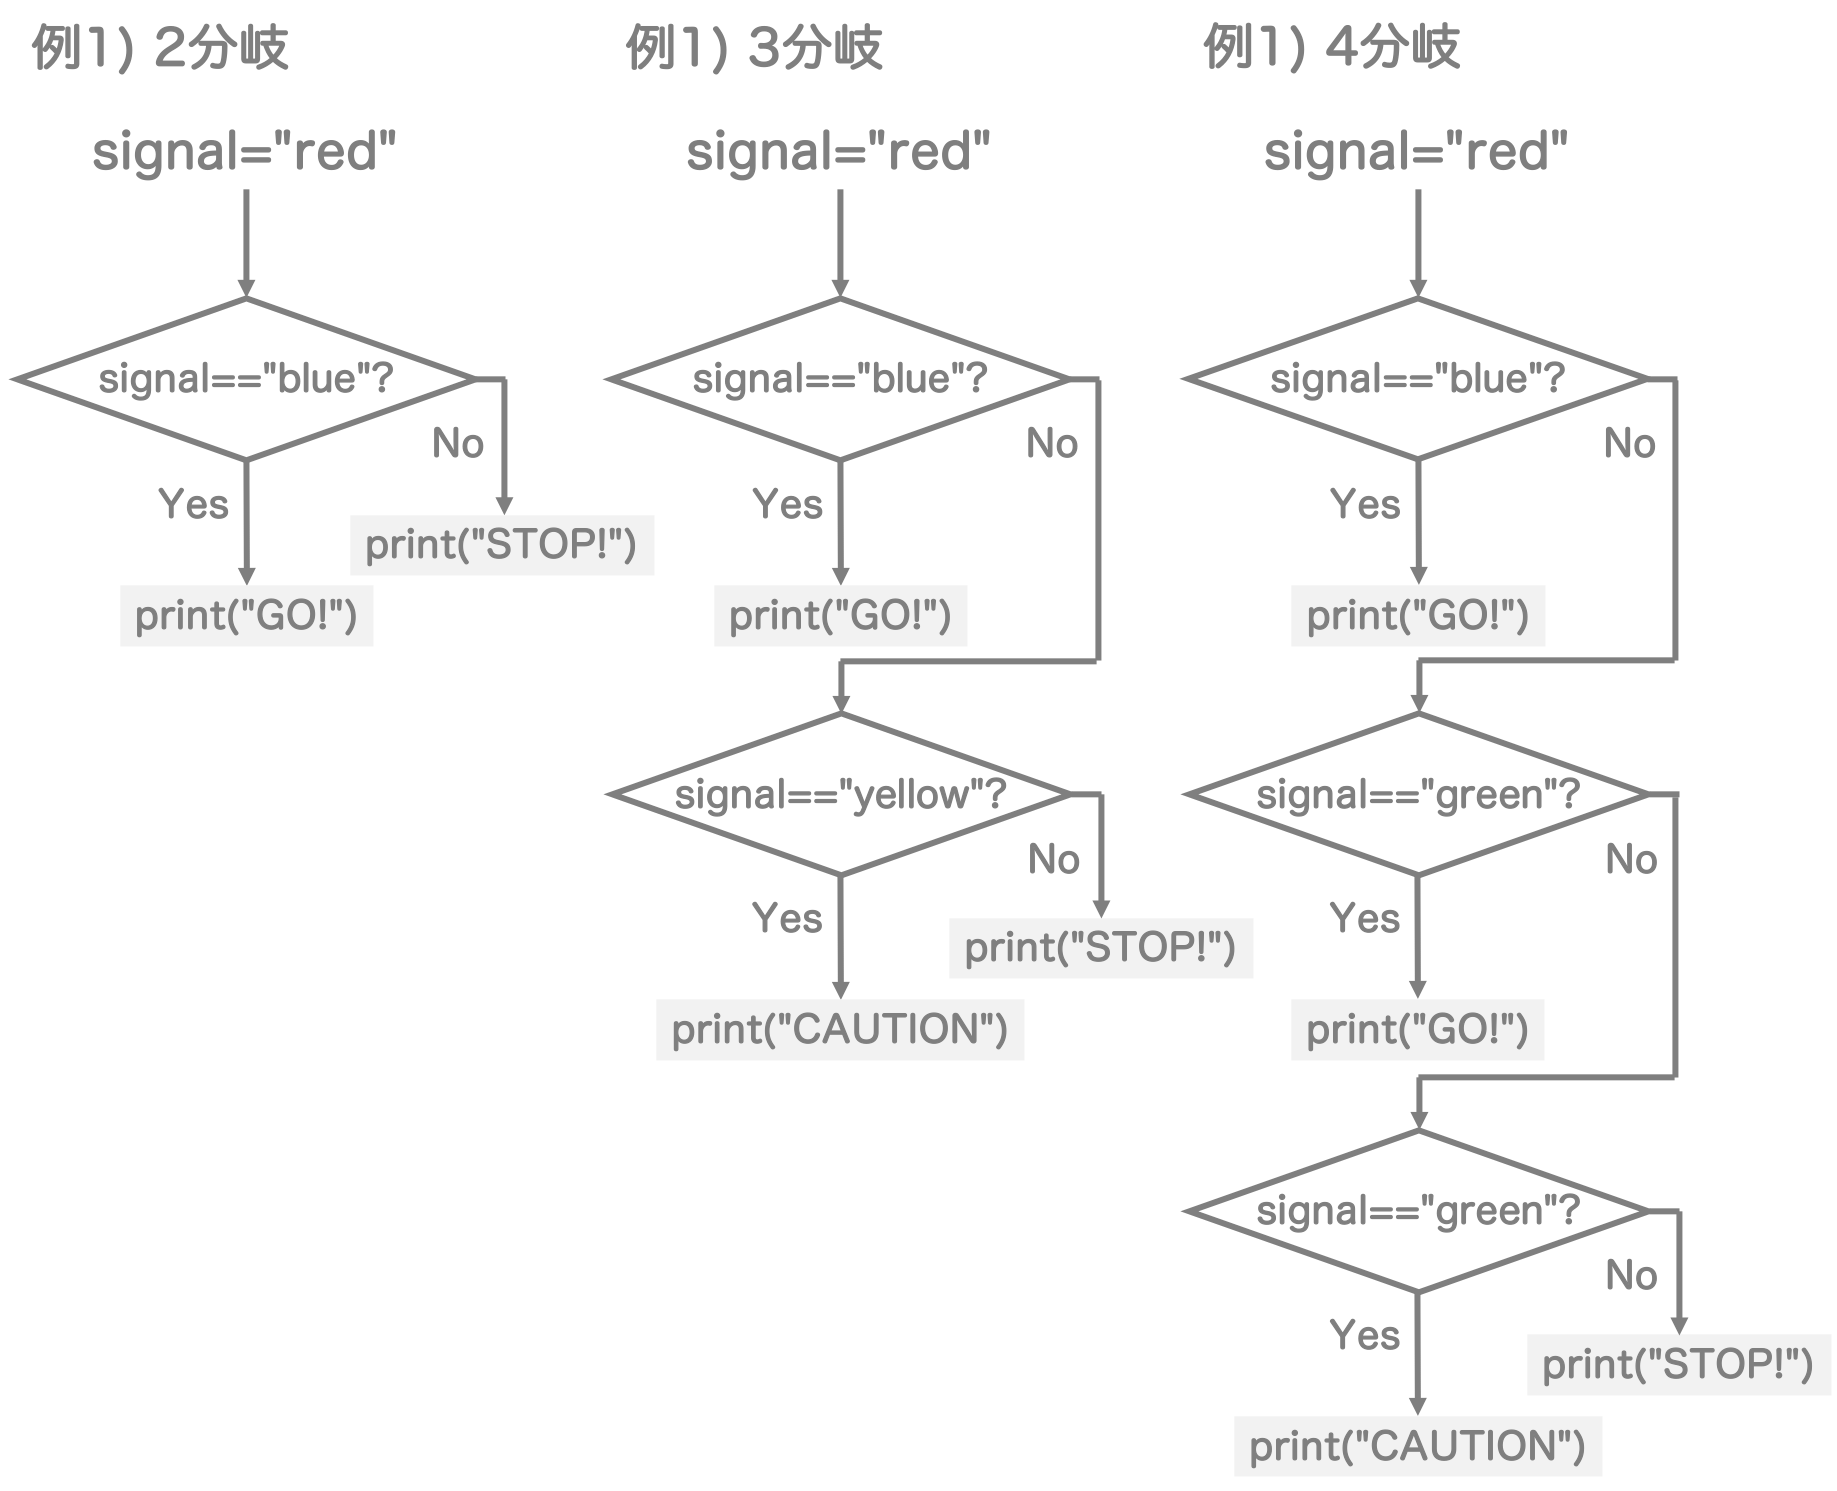 例1) 2分岐
signal="red"
signal=="blue"?
No
Yes
print("STOP!")
print("GO!")
例1) 3分岐
signal="red"
signal=="blue"?
No
Yes
print("GO!")
signal=="yellow"?
No
Yes
print("STOP!")
print("CAUTION")
例1) 4分岐
signal="red"
signal=="blue"?
No
Yes
print("GO!")
signal=="green"?
No
Yes
print("GO!")
signal=="green"?
No
Yes
print("STOP!")
print("CAUTION")